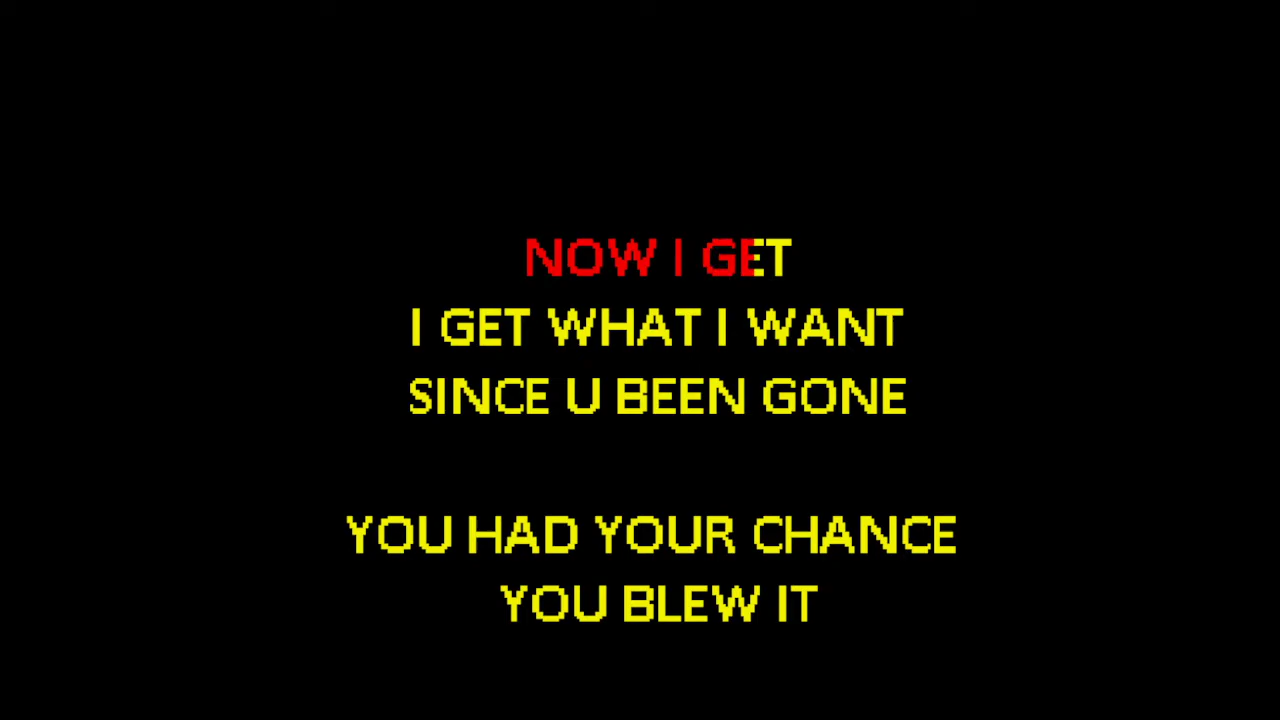 NOW I GET
I GET WHAT I WANT
SINCE U BEEN GONE
YOU HAD YOUR CHANCE
YOU BLEW IT